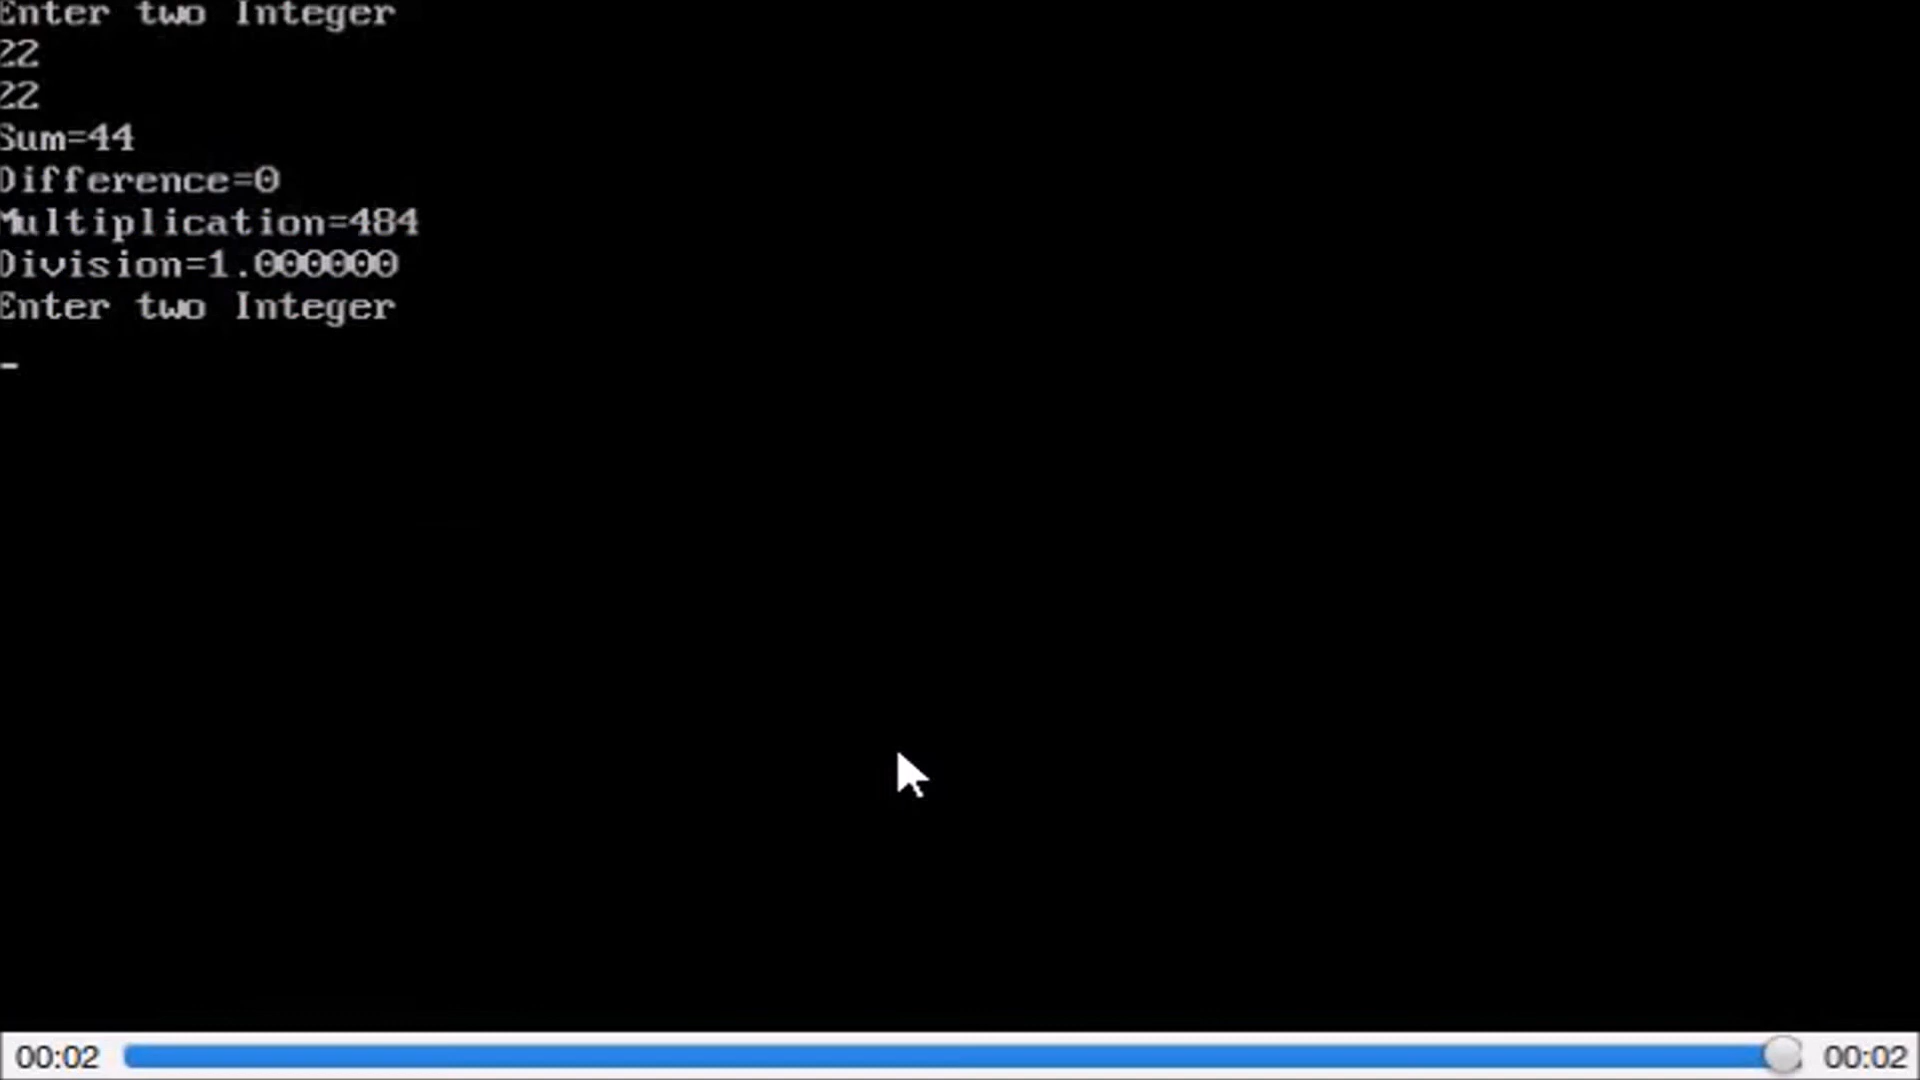 Enter two Integer
22
22
Sum=44
Difference=0
Multiplication=484
Division=1.000000
Enter two Integer
-
00:02 00:02